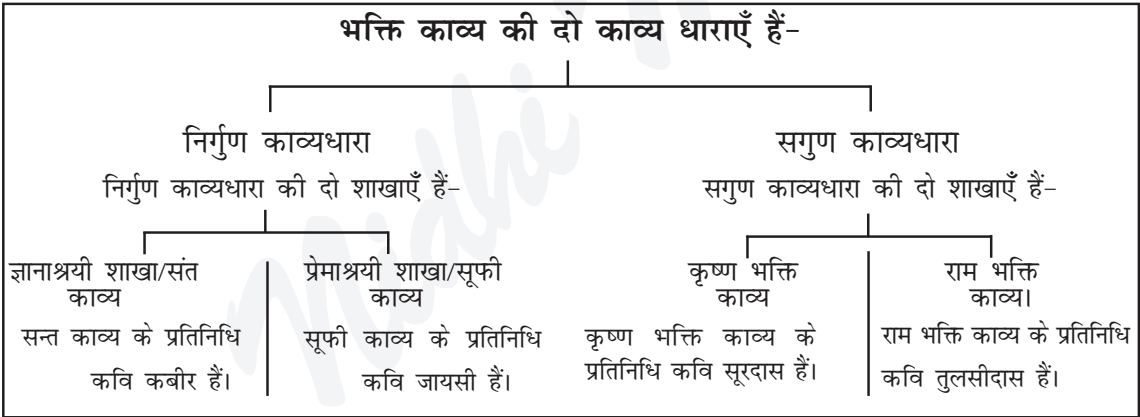 भक्ति काव्य की दो काव्य धाराएँ हैं-
निर्गुण काव्यधारा
निर्गुण काव्यधारा की दो शाखाएँ हैं-
ज्ञानाश्रयी शाखा/संत
काव्य
सन्त काव्य के प्रतिनिधि
कवि कबीर हैं।
प्रेमाश्रयी शाखा/सूफी
काव्य
सूफी काव्य के प्रतिनिधि
कवि जायसी हैं।
सगुण काव्यधारा
सगुण काव्यधारा की दो शाखाएँ हैं-
कृष्ण भक्ति
काव्य
कृष्ण भक्ति काव्य के
प्रतिनिधि कवि सूरदास हैं।
राम भक्ति
काव्य।
राम भक्ति काव्य के प्रतिनिधि
कवि तुलसीदास हैं।
Nidhi